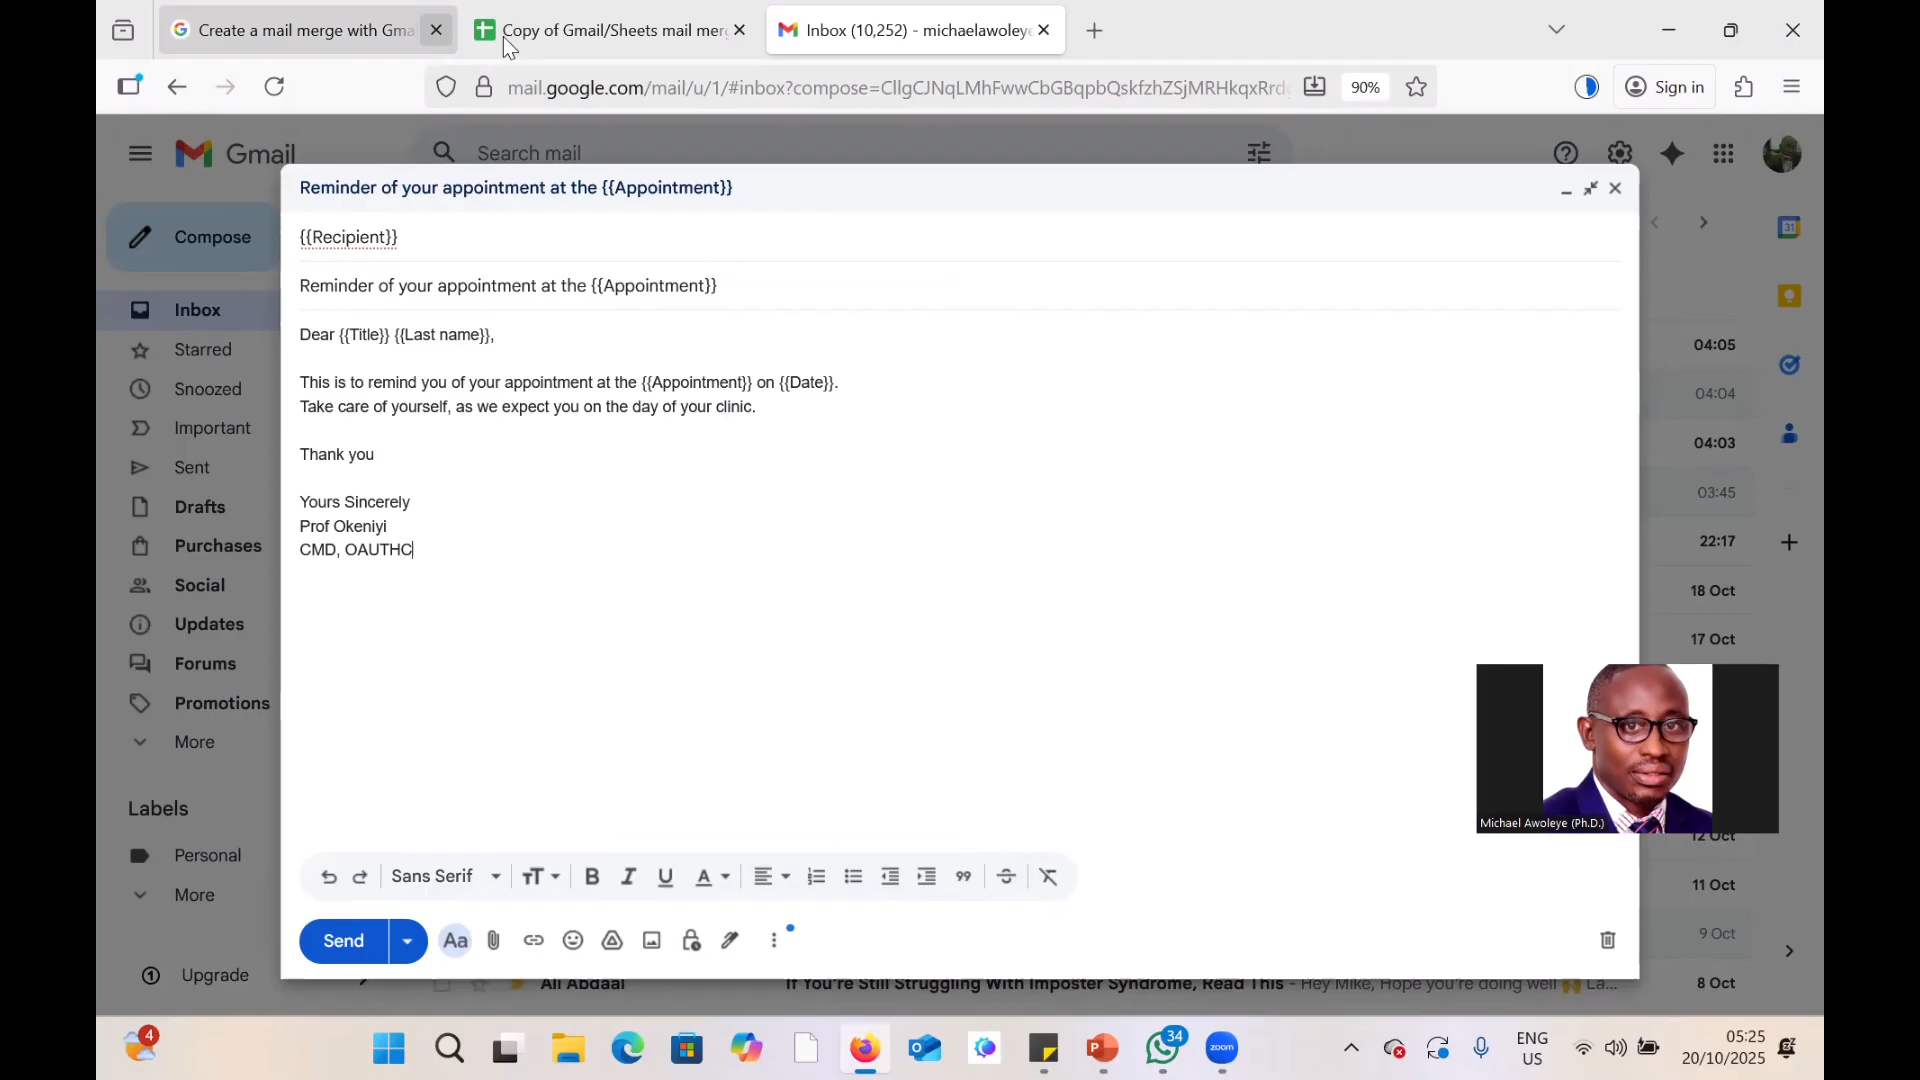 Create a mail merge with Gma
Copy of Gmail/Sheets mail mer
Inbox (10,252) - michaelawoleye
mail.google.com/mail/u/1/#inbox?compose=CllgCJNqLMhFwwCbGBqpbQskfzhZSjMRHkqxRrd
90%
Sign in
Gmail
Search mail
Compose
Inbox
Starred
Snoozed
Important
Sent
Drafts
Purchases
Social
Updates
Forums
Promotions
More
Labels
Personal
More
Upgrade
Reminder of your appointment at the {{Appointment}}
{{Recipient}}
Reminder of your appointment at the {{Appointment}}
Dear {{Title}} {{Last name}},
This is to remind you of your appointment at the {{Appointment}} on {{Date}}.
Take care of yourself, as we expect you on the day of your clinic.
Thank you
Yours Sincerely
Prof Okeniyi
CMD, OAUTHC
Sans Serif
Send
04:05
04:04
04:03
03:45
22:17
18 Oct
17 Oct
12 Oct
11 Oct
9 Oct
8 Oct
31
Michael Awoleye (Ph.D.)
Ali Abdaal
If You're Still Struggling With Imposter Syndrome, Read This - Hey Mike, Hope you're doing well
4
34
zoom
ENG
US
05:25
20/10/2025